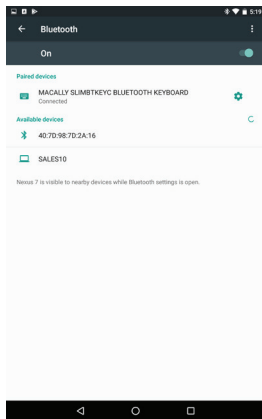 5:19
Bluetooth
On
Paired devices
MACALLY SLIMBTKEYC BLUETOOTH KEYBOARD
Connected
Available devices
40:7D:98:7D:2A:16
SALES10
Nexus 7 is visible to nearby devices while Bluetooth settings is open.